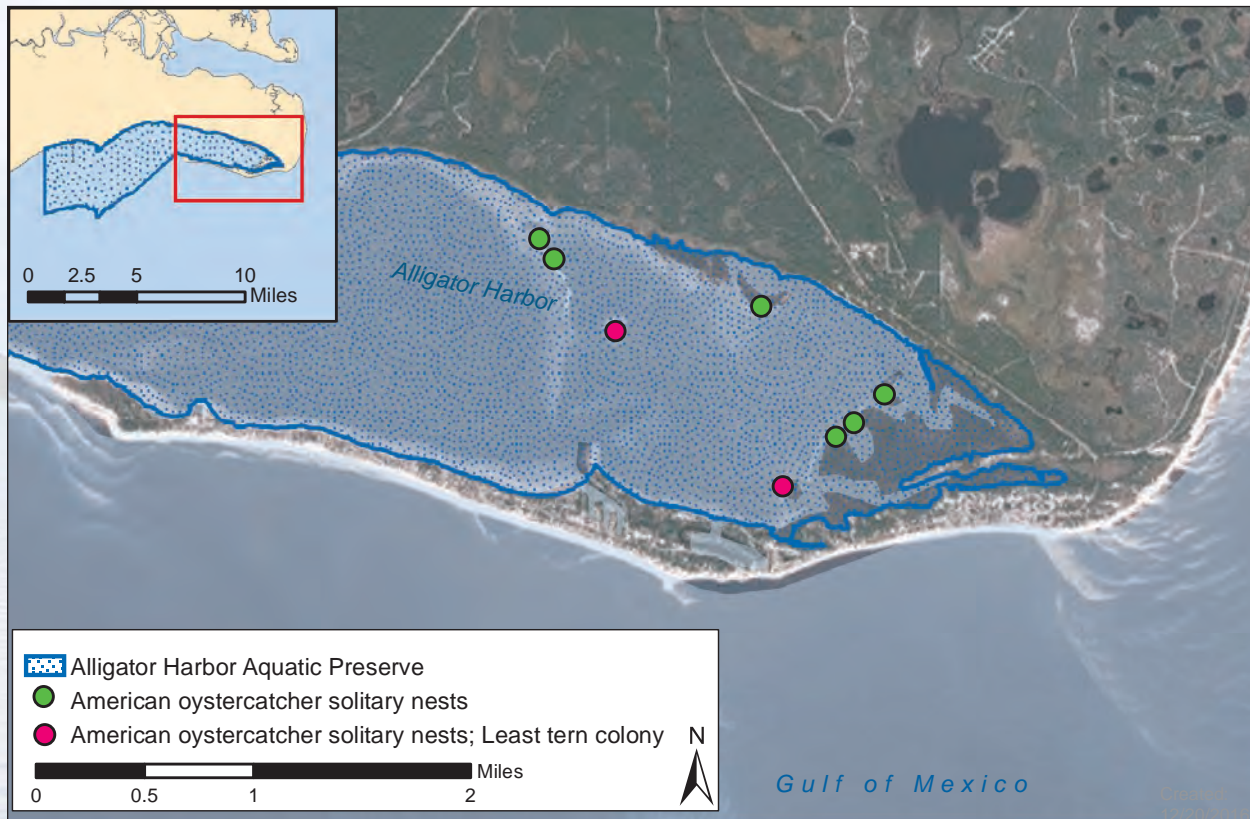 0 2.5 5 10
Miles
Alligator Harbor
Alligator Harbor Aquatic Preserve
American oystercatcher solitary nests
American oystercatcher solitary nests; Least tern colony
N
Miles
0 0.5 1 2
Gulf of Mexico
Created